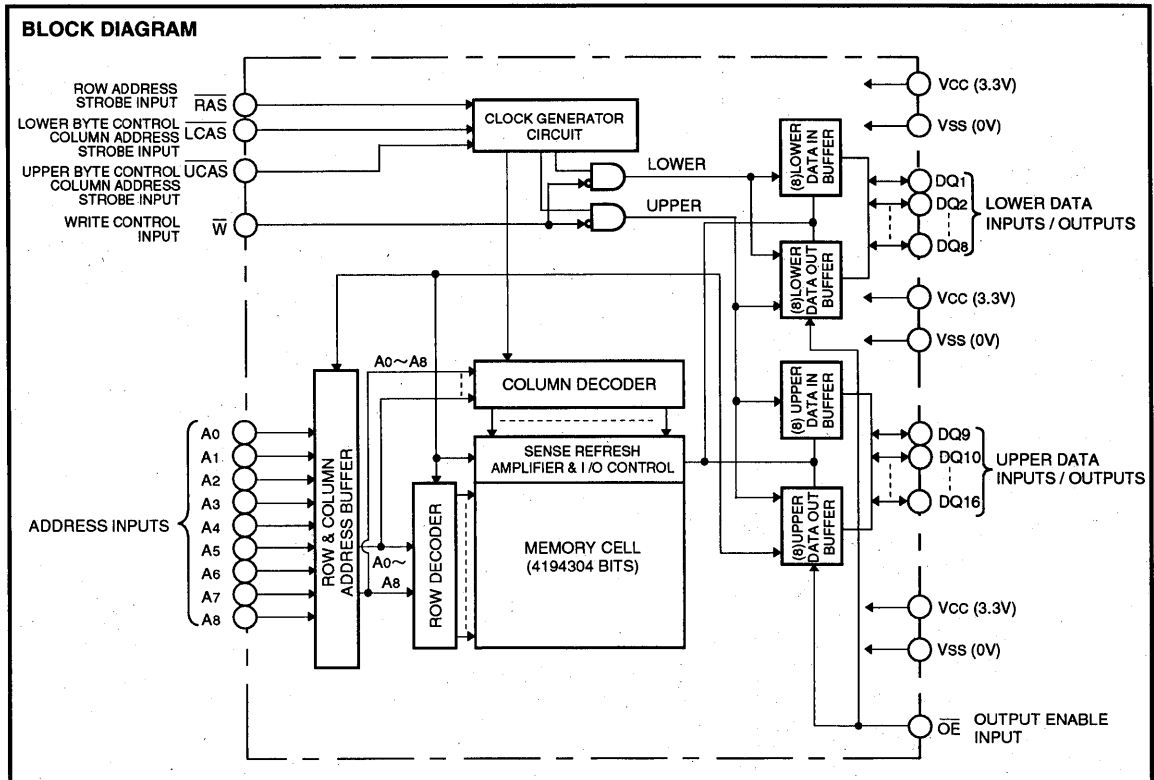 BLOCK DIAGRAM
ROW ADDRESS
STROBE INPUT
R̅A̅S̅
LOWER BYTE CONTROL
COLUMN ADDRESS
STROBE INPUT
L̅C̅A̅S̅
UPPER BYTE CONTROL
COLUMN ADDRESS
STROBE INPUT
U̅C̅A̅S̅
WRITE CONTROL
INPUT
W̅
CLOCK GENERATOR
CIRCUIT
LOWER
UPPER
(8)LOWER
DATA IN
BUFFER
(8)LOWER
DATA OUT
BUFFER
(8) UPPER
DATA IN
BUFFER
(8)UPPER
DATA OUT
BUFFER
VCC (3.3V)
VSS (0V)
DQ1
DQ2
DQ8
LOWER DATA
INPUTS / OUTPUTS
VCC (3.3V)
VSS (0V)
DQ9
DQ10
DQ16
UPPER DATA
INPUTS / OUTPUTS
VCC (3.3V)
VSS (0V)
O̅E̅
OUTPUT ENABLE
INPUT
ADDRESS INPUTS
A0
A1
A2
A3
A4
A5
A6
A7
A8
ROW & COLUMN
ADDRESS BUFFER
A0~A8
A0~
A8
ROW DECODER
COLUMN DECODER
SENSE REFRESH
AMPLIFIER & I /O CONTROL
MEMORY CELL
(4194304 BITS)